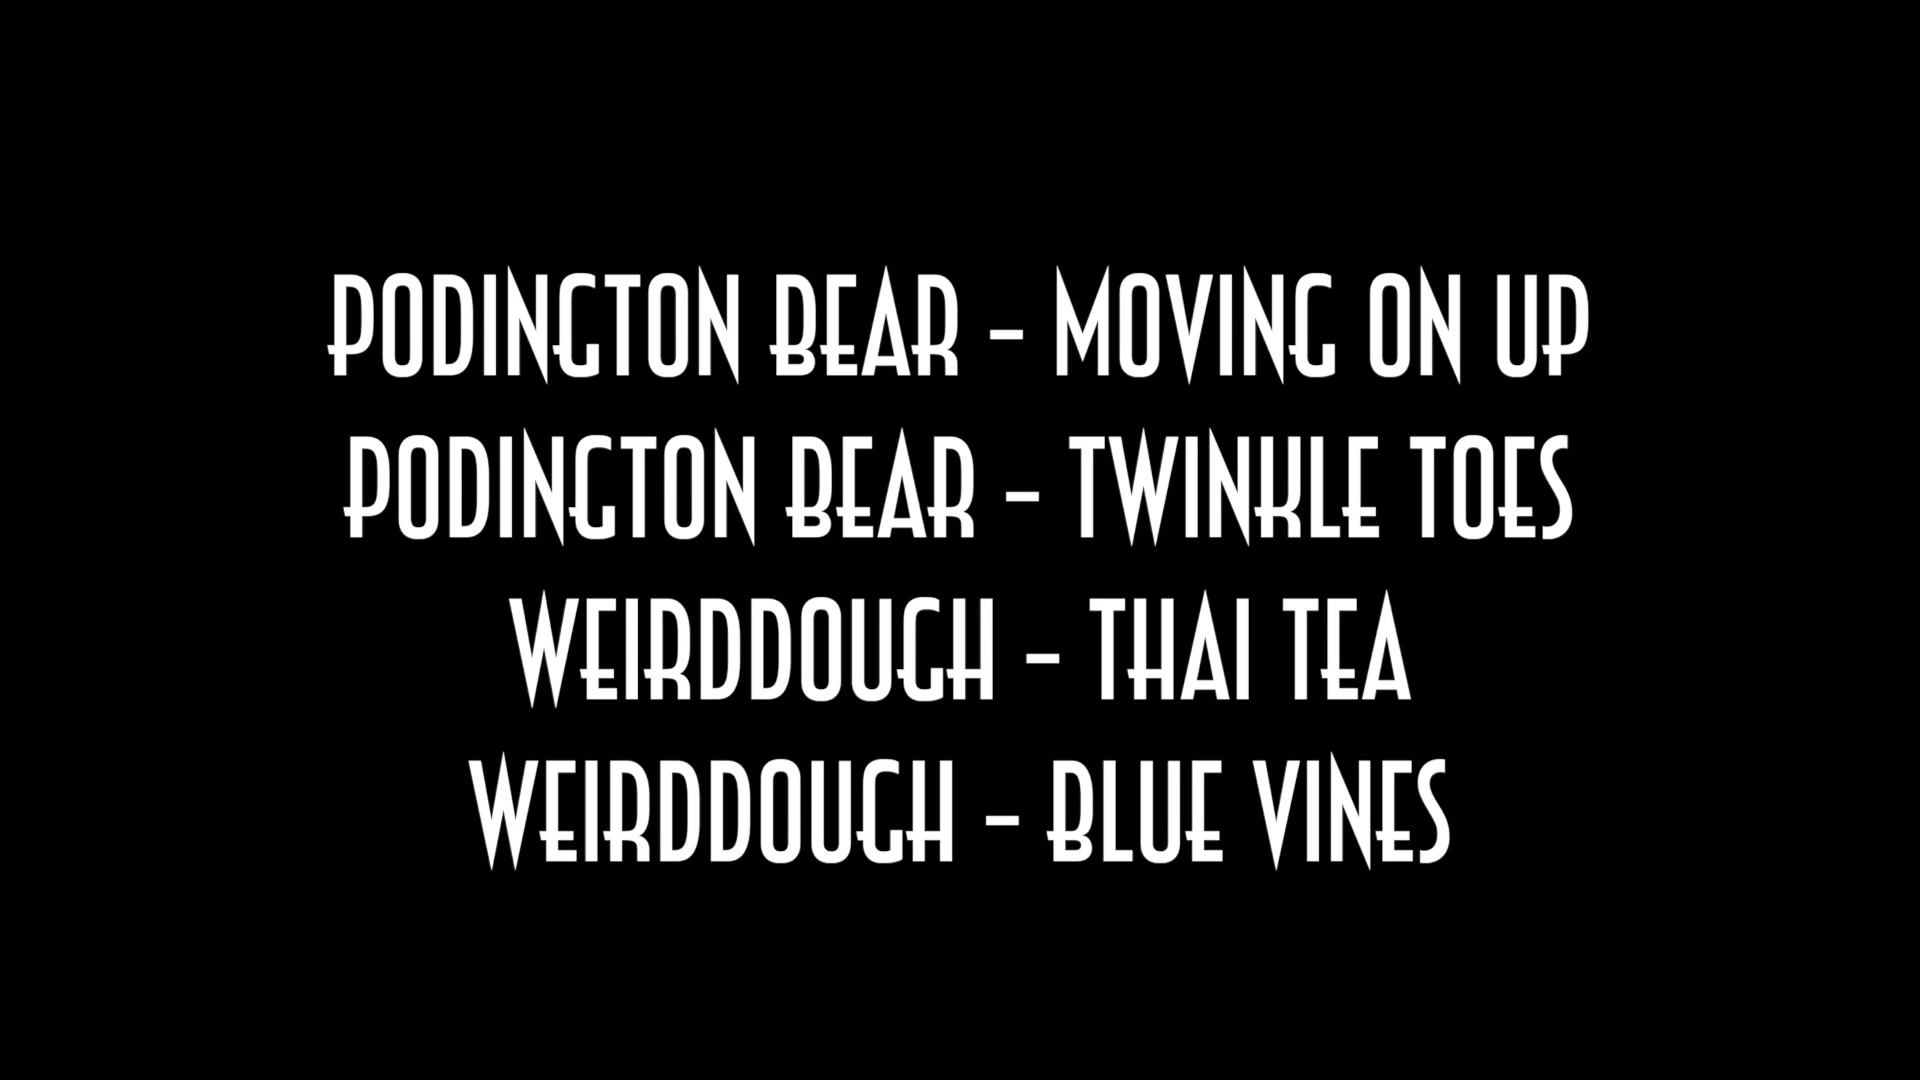 PODINGTON BEAR - MOVING ON UP
PODINGTON BEAR - TWINKLE TOES
WEIRDDOUGH - THAI TEA
WEIRDDOUGH - BLUE VINES